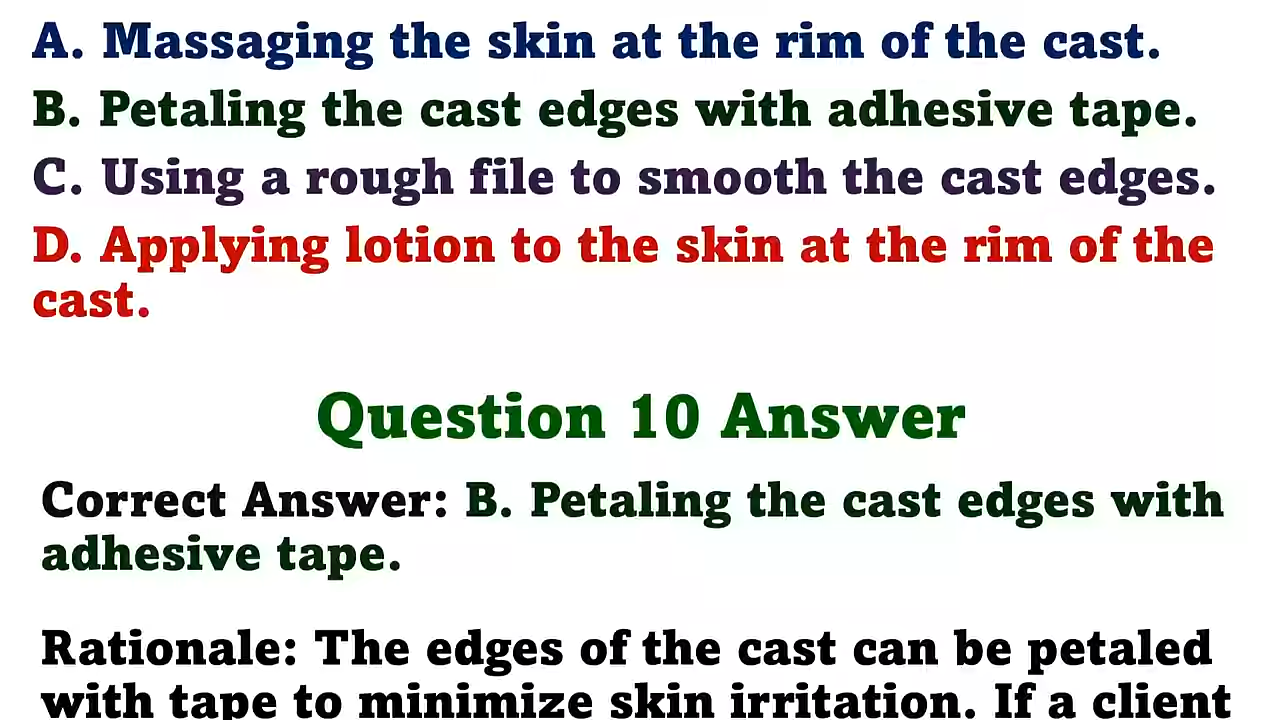 A. Massaging the skin at the rim of the cast.
B. Petaling the cast edges with adhesive tape.
C. Using a rough file to smooth the cast edges.
D. Applying lotion to the skin at the rim of the
cast.
Question 10 Answer
Correct Answer: B. Petaling the cast edges with
adhesive tape.
Rationale: The edges of the cast can be petaled
with tape to minimize skin irritation. If a client